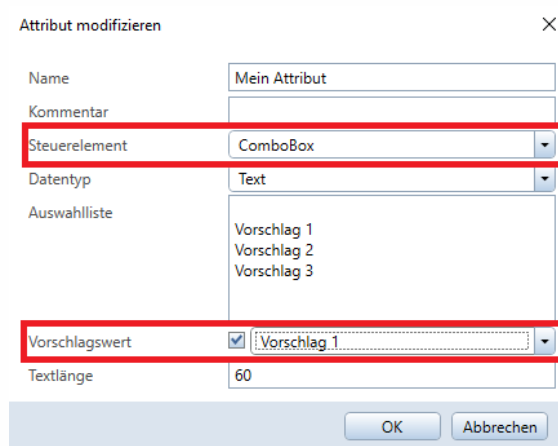 Attribut modifizieren
Name Mein Attribut
Kommentar
Steuerelement ComboBox
Datentyp Text
Auswahlliste
Vorschlag 1
Vorschlag 2
Vorschlag 3
Vorschlagswert Vorschlag 1
Textlänge 60
OK Abbrechen